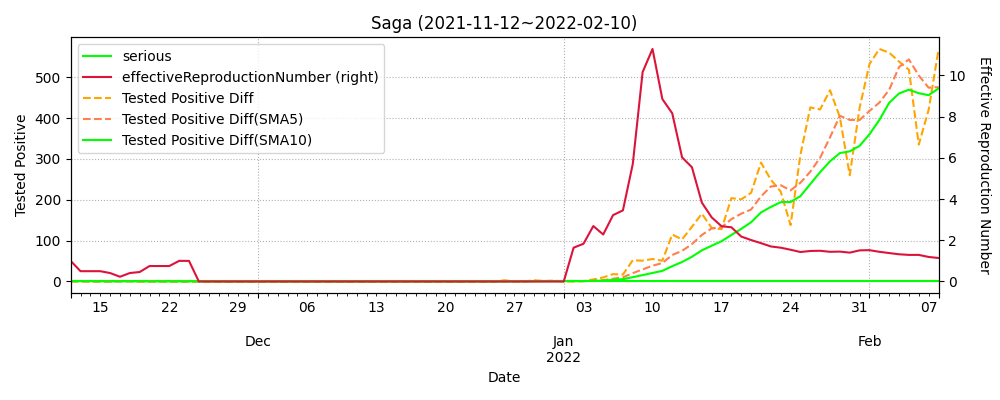 Saga (2021-11-12~2022-02-10)
serious
effectiveReproductionNumber (right)
Tested Positive Diff
Tested Positive Diff(SMA5)
Tested Positive Diff(SMA10)
Tested Positive
500
400
300
200
100
0
10
8
6
4
2
0
Effective Reproduction Number
15 22 29 06 13 20 27 03 10 17 24 31 07
Dec Jan Feb
2022
Date